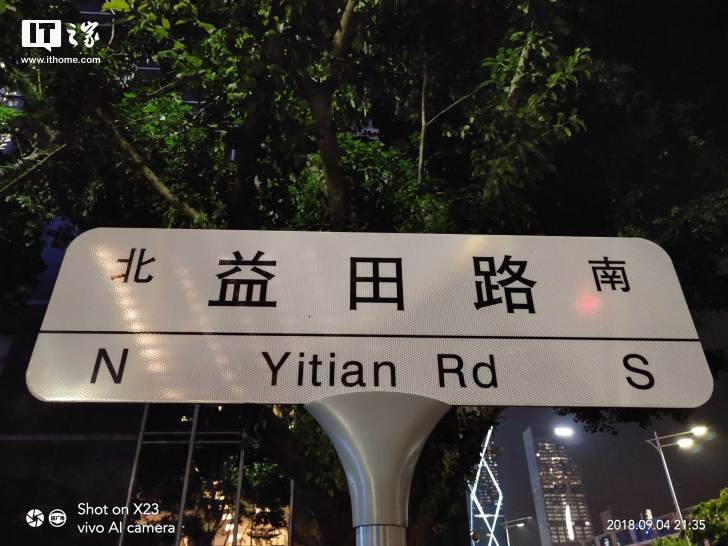 IT之家
www.ithome.com
北 益田路 南
N Yitian Rd S
Shot on X23
vivo AI camera
2018.09.04 21:35